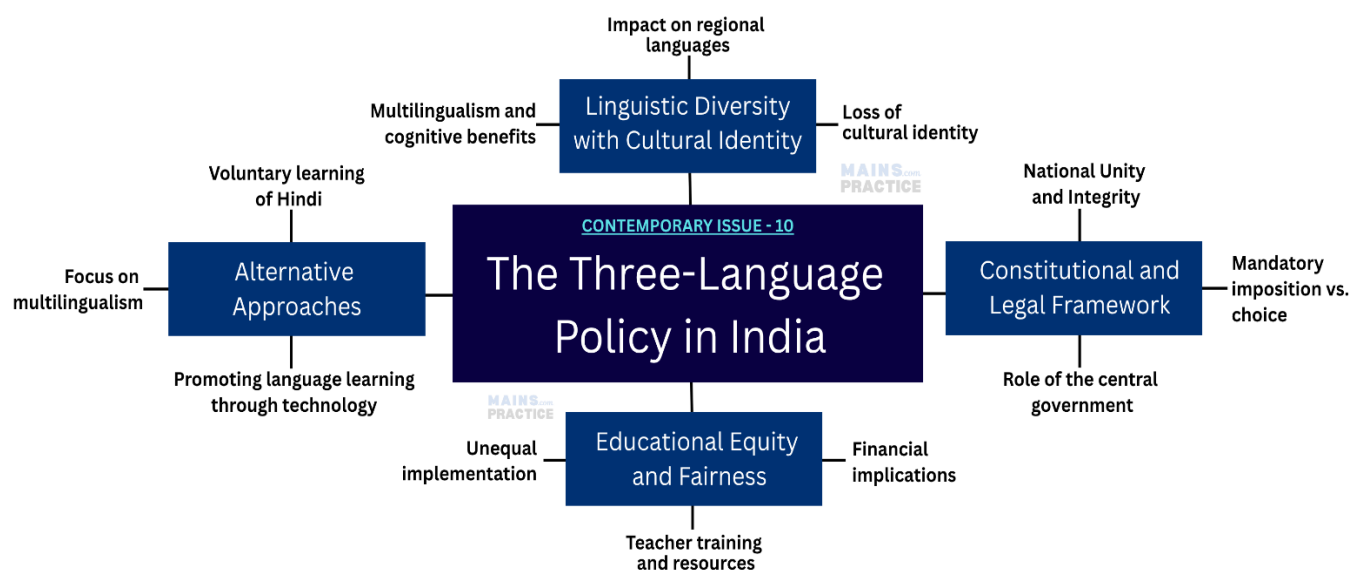 Impact on regional
languages
Linguistic Diversity
with Cultural Identity
Multilingualism and
cognitive benefits
Loss of
cultural identity
MAINS.com
PRACTICE
Voluntary learning
of Hindi
National Unity
and Integrity
CONTEMPORARY ISSUE - 10
The Three-Language
Policy in India
Alternative
Approaches
Focus on
multilingualism
Promoting language learning
through technology
Constitutional and
Legal Framework
Mandatory
imposition vs.
choice
Role of the central
government
MAINS.com
PRACTICE
Educational Equity
and Fairness
Unequal
implementation
Financial
implications
Teacher training
and resources